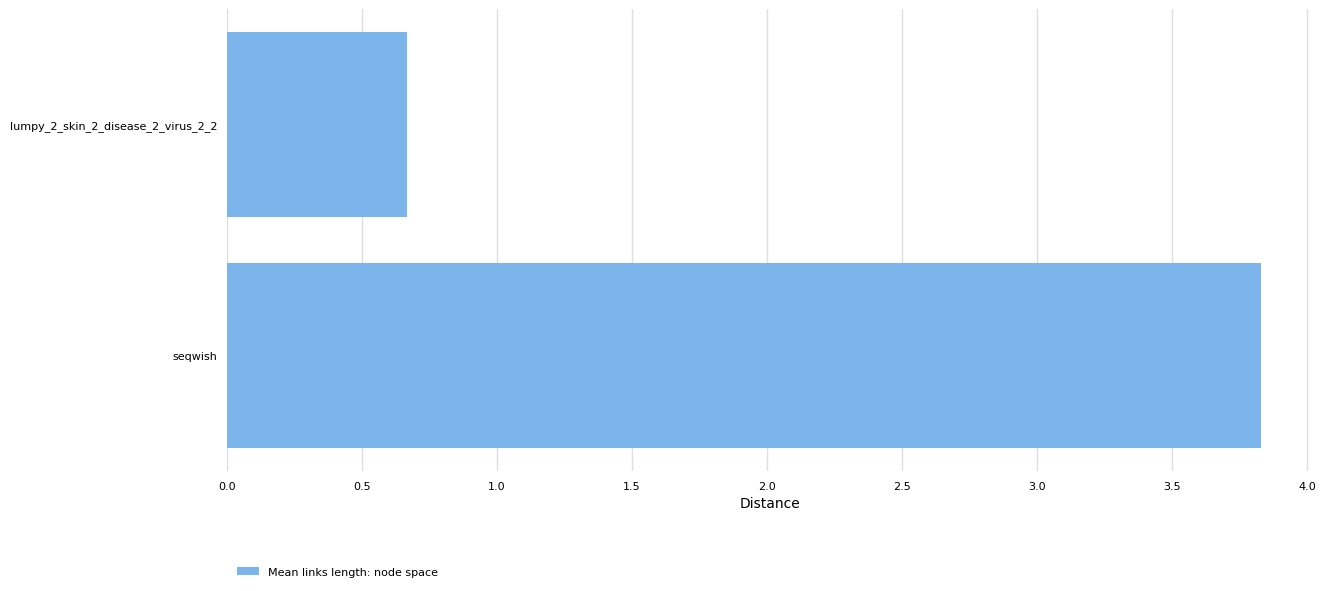 lumpy_2_skin_2_disease_2_virus_2_2
seqwish
0.0 0.5 1.0 1.5 2.0 2.5 3.0 3.5 4.0
Distance
Mean links length: node space